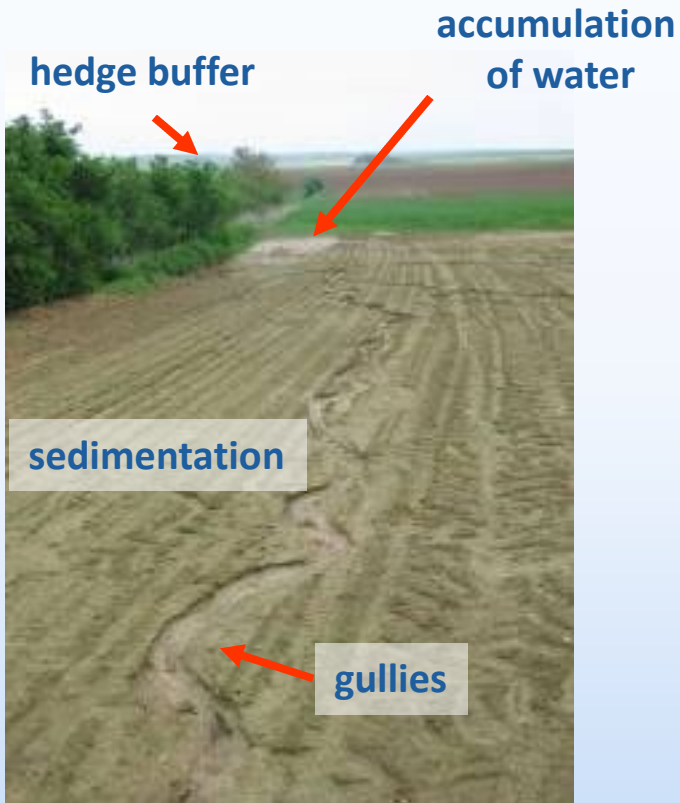 accumulation
of water
hedge buffer
sedimentation
gullies